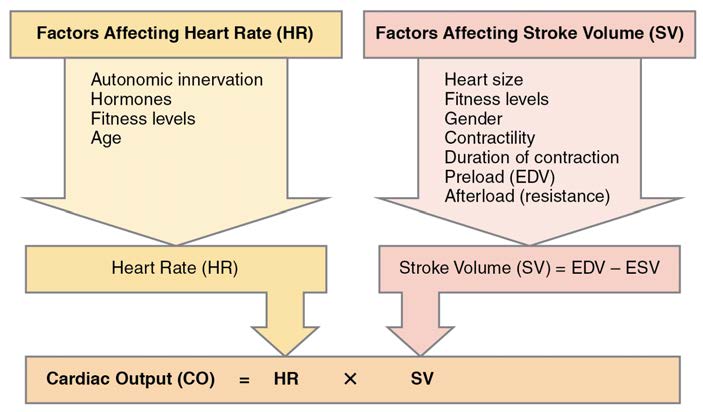 Factors Affecting Heart Rate (HR)
Autonomic innervation
Hormones
Fitness levels
Age
Heart Rate (HR)
Factors Affecting Stroke Volume (SV)
Heart size
Fitness levels
Gender
Contractility
Duration of contraction
Preload (EDV)
Afterload (resistance)
Stroke Volume (SV) = EDV – ESV
Cardiac Output (CO) = HR × SV